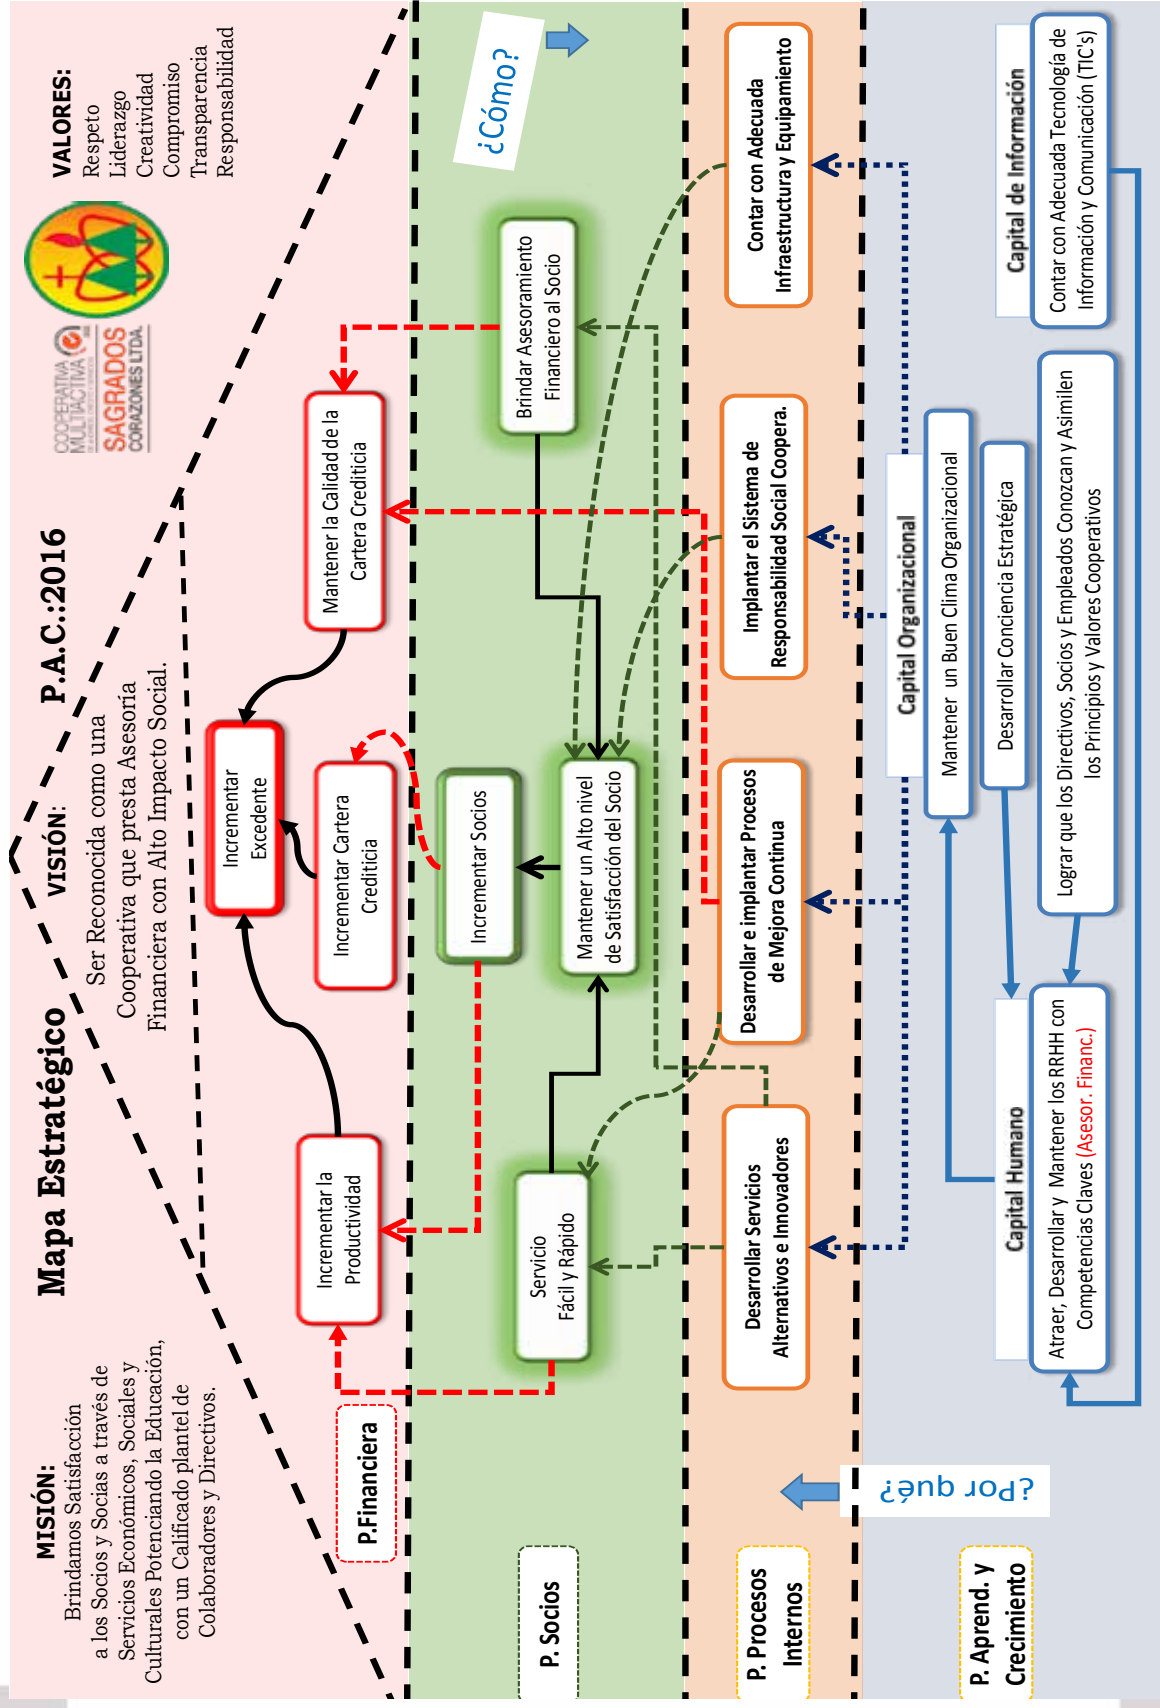 Mapa Estratégico
P.A.C.:2016
MISIÓN:
Brindamos Satisfacción
a los Socios y Socias a través de
Servicios Económicos, Sociales y
Culturales Potenciando la Educación,
con un Calificado plantel de
Colaboradores y Directivos.
VISIÓN:
Ser Reconocida como una
Cooperativa que presta Asesoría
Financiera con Alto Impacto Social.
COOPERATIVA
MULTIACTIVA
SAGRADOS
CORAZONES LTDA.
VALORES:
Respeto
Liderazgo
Creatividad
Compromiso
Transparencia
Responsabilidad
P.Financiera
Incrementar
Excedente
Incrementar la
Productividad
Incrementar Cartera
Crediticia
Mantener la Calidad de la
Cartera Crediticia
¿Cómo?
P. Socios
Incrementar Socios
Servicio
Fácil y Rápido
Mantener un Alto nivel
de Satisfacción del Socio
Brindar Asesoramiento
Financiero al Socio
P. Procesos
Internos
Desarrollar Servicios
Alternativos e Innovadores
Desarrollar e implantar Procesos
de Mejora Continua
Implantar el Sistema de
Responsabilidad Social Coopera.
Contar con Adecuada
Infraestructura y Equipamiento
¿Por qué?
P. Aprend. y
Crecimiento
Capital Humano
Atraer, Desarrollar y Mantener los RRHH con
Competencias Claves (Asesor. Financ.)
Capital Organizacional
Mantener un Buen Clima Organizacional
Desarrollar Conciencia Estratégica
Lograr que los Directivos, Socios y Empleados Conozcan y Asimilen
los Principios y Valores Cooperativos
Capital de Información
Contar con Adecuada Tecnología de
Información y Comunicación (TIC's)